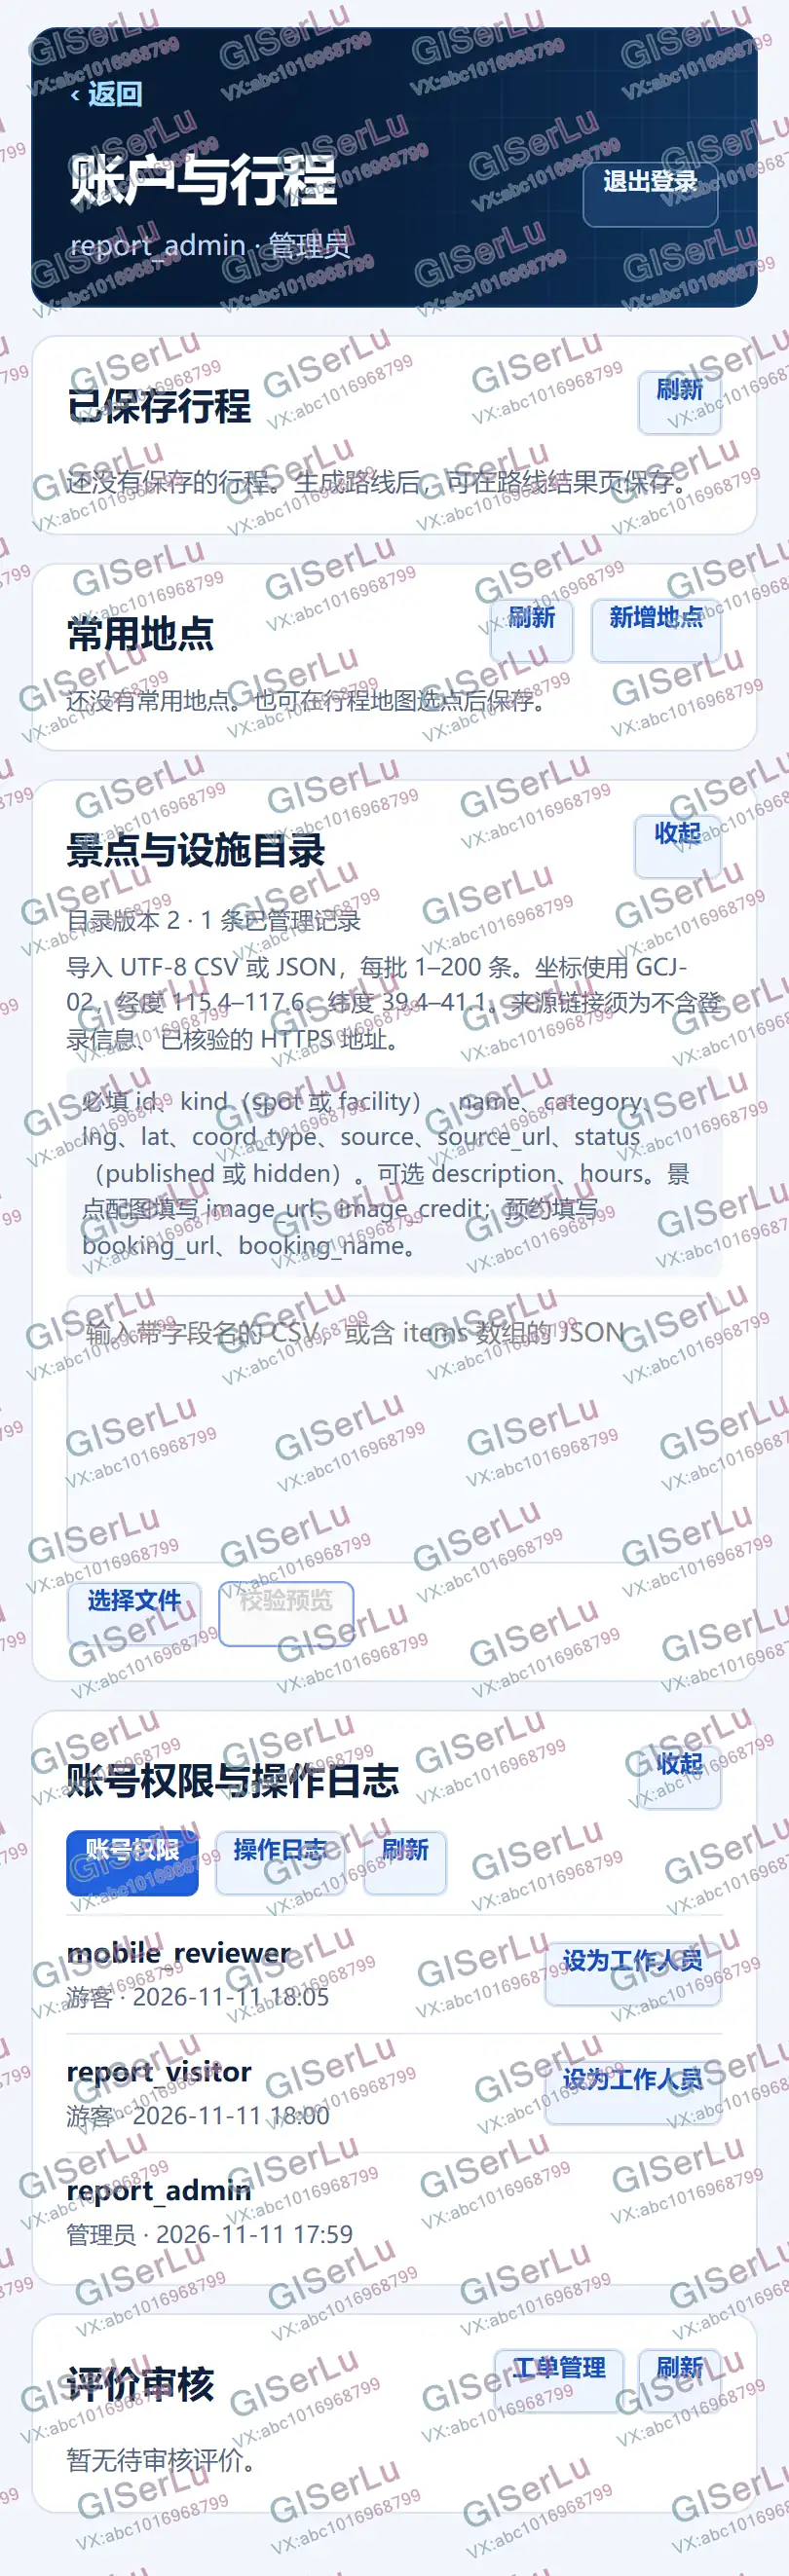 ‹ 返回
账户与行程
退出登录
report_admin · 管理员
已保存行程
刷新
还没有保存的行程。生成路线后，可在路线结果页保存。
常用地点
刷新
新增地点
还没有常用地点。也可在行程地图选点后保存。
景点与设施目录
收起
目录版本 2 · 1 条已管理记录
导入 UTF-8 CSV 或 JSON，每批 1–200 条。坐标使用 GCJ-
02，经度 115.4–117.6、纬度 39.4–41.1。来源链接须为不含登
录信息、已核验的 HTTPS 地址。
必填 id、kind（spot 或 facility）、name、category、
lng、lat、coord_type、source、source_url、status
（published 或 hidden）。可选 description、hours。景
点配图填写 image_url、image_credit；预约填写
booking_url、booking_name。
输入带字段名的 CSV，或含 items 数组的 JSON
选择文件
校验预览
账号权限与操作日志
收起
账号权限
操作日志
刷新
mobile_reviewer
游客 · 2026-11-11 18:05
设为工作人员
report_visitor
游客 · 2026-11-11 18:00
设为工作人员
report_admin
管理员 · 2026-11-11 17:59
评价审核
工单管理
刷新
暂无待审核评价。
GISerLu
VX:abc1016968799